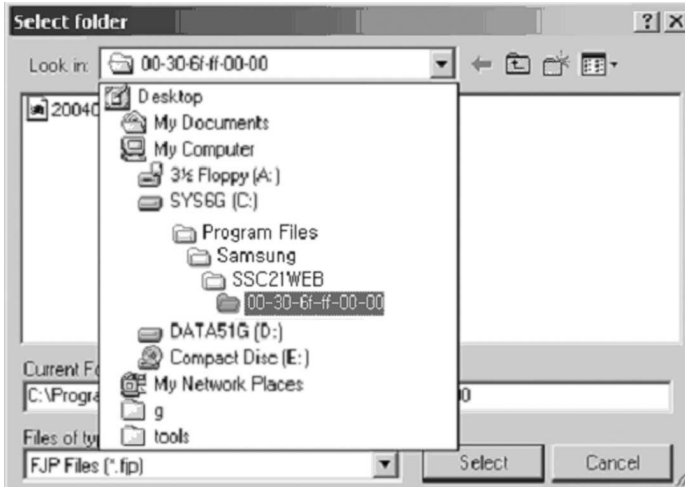 Select folder
Look in: 00-30-6f-ff-00-00
20040
Desktop
My Documents
My Computer
3½ Floppy (A:)
SYS6G (C:)
Program Files
Samsung
SSC21WEB
00-30-6f-ff-00-00
DATA51G (D:)
Compact Disc (E:)
My Network Places
g
tools
Current Fo
C:\Progra 0
Files of ty
FJP Files (*.fjp)
Select Cancel